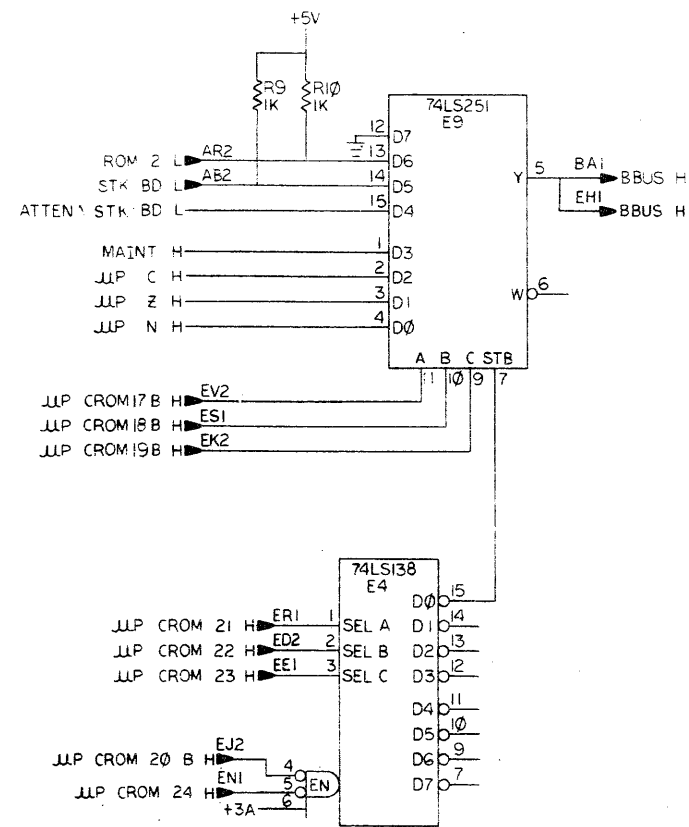 +5V
R9 1K
R1Ø 1K
74LS251
E9
12 D7
ROM 2 L AR2 13 D6
STK BD L AB2 14 D5
STK BD L 15 D4
MAINT H 1 D3
µP C H 2 D2
µP Z H 3 D1
µP N H 4 DØ
Y 5 BA1 BBUS H
EH1 BBUS H
W 6
A B C STB
11 1Ø 9 7
µP CROM 17 B H EV2
µP CROM 18 B H ES1
µP CROM 19 B H EK2
74LS138
E4
DØ 15
µP CROM 21 H ER1 1 SEL A D1 14
µP CROM 22 H ED2 2 SEL B D2 13
µP CROM 23 H EE1 3 SEL C D3 12
D4 11
D5 1Ø
D6 9
D7 7
µP CROM 2Ø B H EJ2 4
µP CROM 24 H EN1 5 EN
+3A 6